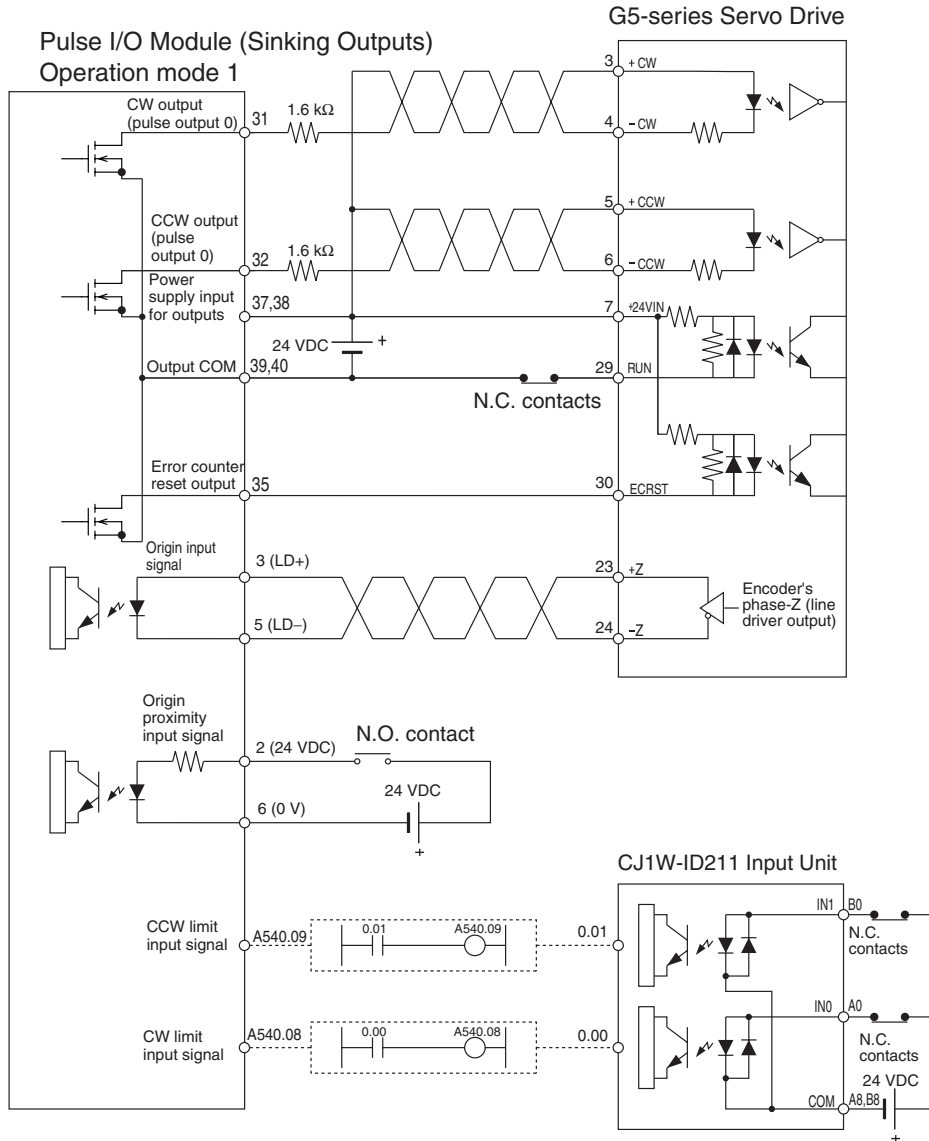 G5-series Servo Drive
Pulse I/O Module (Sinking Outputs)
Operation mode 1
CW output
(pulse output 0)
31
1.6 kΩ
3
+ CW
4
- CW
CCW output
(pulse
output 0)
32
1.6 kΩ
5
+ CCW
6
- CCW
Power
supply input
for outputs
37,38
7
+24VIN
24 VDC
+
Output COM
39,40
N.C. contacts
29
RUN
Error counter
reset output
35
30
ECRST
Origin input
signal
3 (LD+)
23
+Z
5 (LD−)
24
−Z
Encoder's
phase-Z (line
driver output)
Origin
proximity
input signal
2 (24 VDC)
N.O. contact
6 (0 V)
24 VDC
+
CJ1W-ID211 Input Unit
CCW limit
input signal
A540.09
0.01
A540.09
0.01
IN1
B0
N.C.
contacts
CW limit
input signal
A540.08
0.00
A540.08
0.00
IN0
A0
N.C.
contacts
24 VDC
COM
A8,B8
+